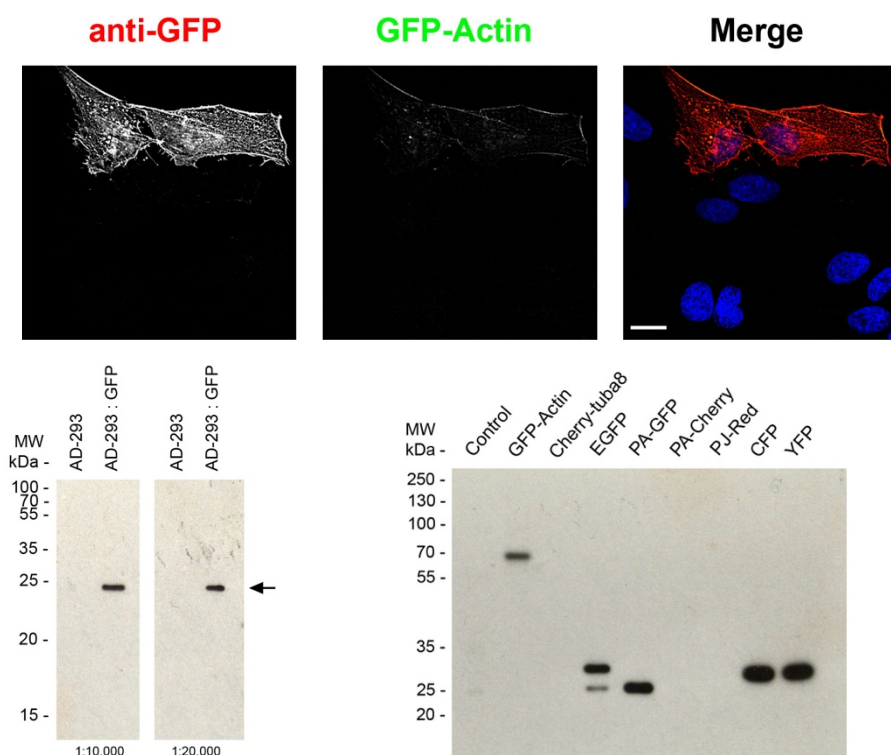 anti-GFP GFP-Actin Merge
AD-293
AD-293 : GFP
AD-293
AD-293 : GFP
MW
kDa -
100 -
70 -
55 -
35 -
25 -
20 -
15 -
1:10.000 1:20.000
Control
GFP-Actin
Cherry-tuba8
EGFP
PA-GFP
PA-Cherry
PJ-Red
CFP
YFP
MW
kDa -
250 -
130 -
100 -
70 -
55 -
35 -
25 -
20 -